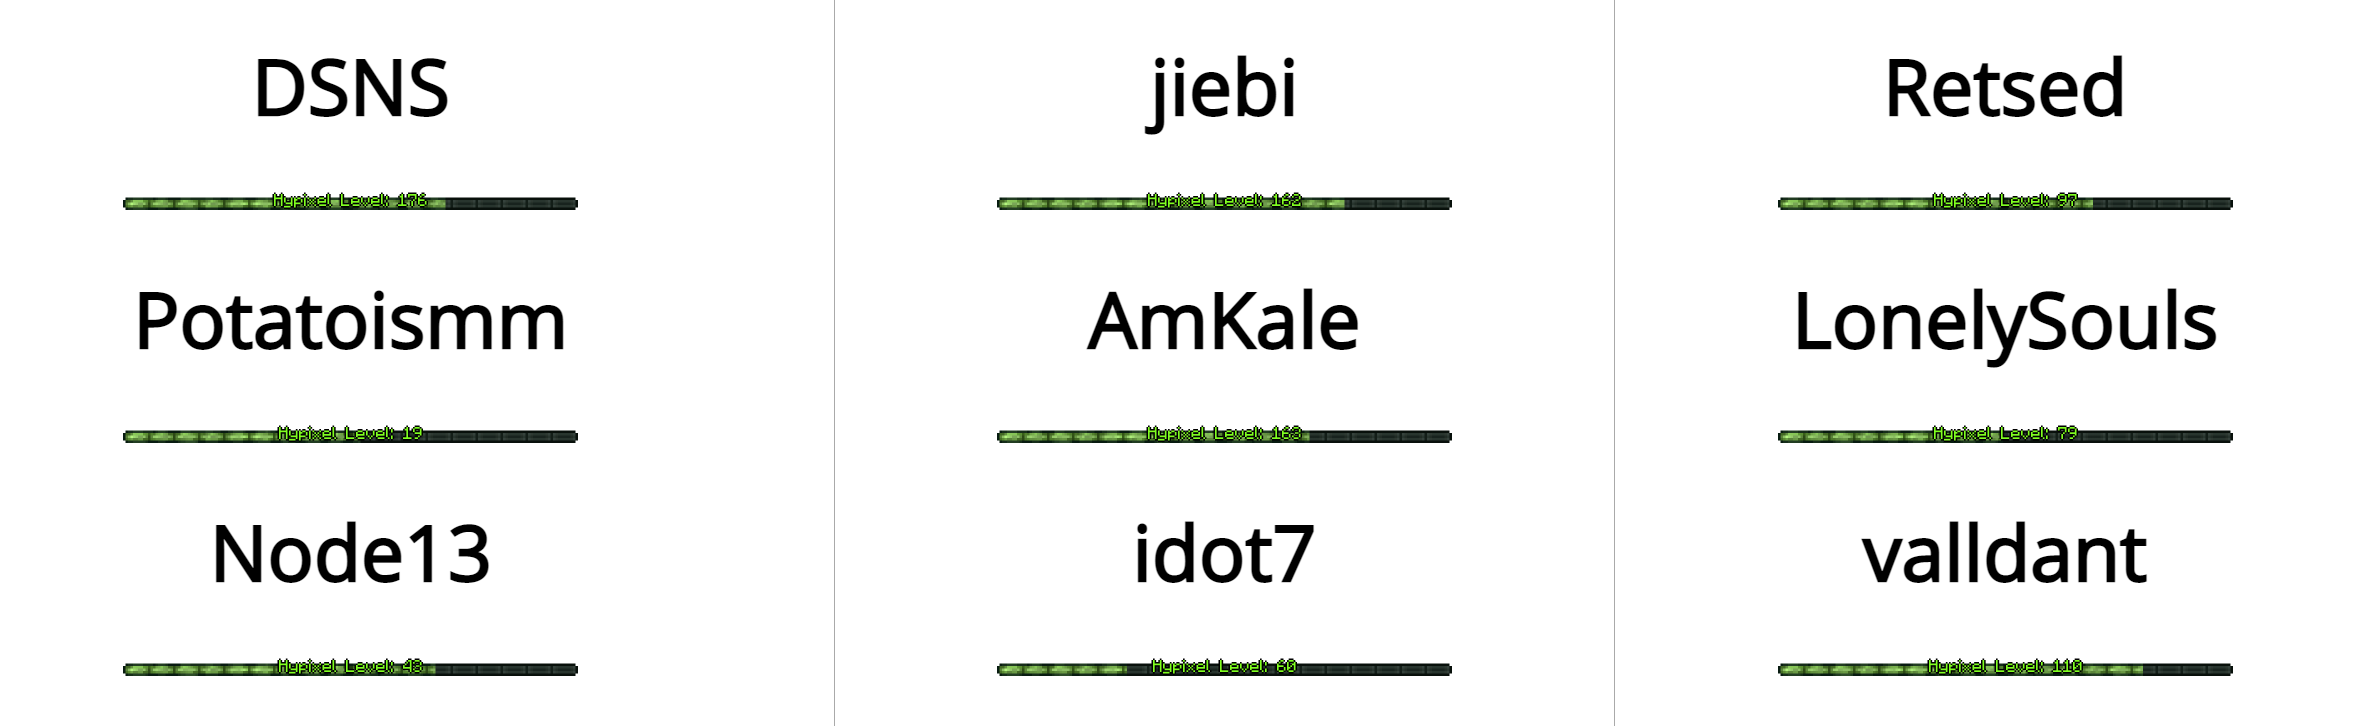 DSNS
Hypixel Level: 176
Potatoismm
Hypixel Level: 19
Node13
Hypixel Level: 43
jiebi
Hypixel Level: 162
AmKale
Hypixel Level: 163
idot7
Hypixel Level: 60
Retsed
Hypixel Level: 97
LonelySouls
Hypixel Level: 79
valldant
Hypixel Level: 110